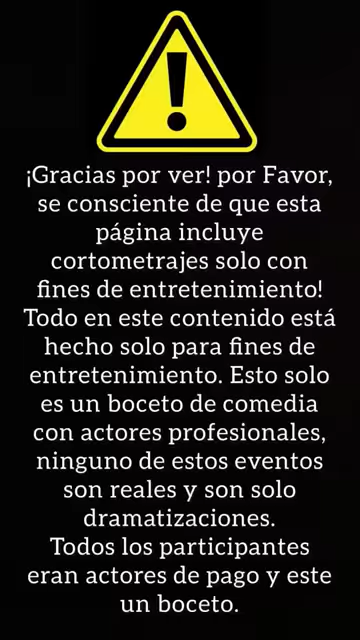 ¡Gracias por ver! por Favor,
se consciente de que esta
página incluye
cortometrajes solo con
fines de entretenimiento!
Todo en este contenido está
hecho solo para fines de
entretenimiento. Esto solo
es un boceto de comedia
con actores profesionales,
ninguno de estos eventos
son reales y son solo
dramatizaciones.
Todos los participantes
eran actores de pago y este
un boceto.